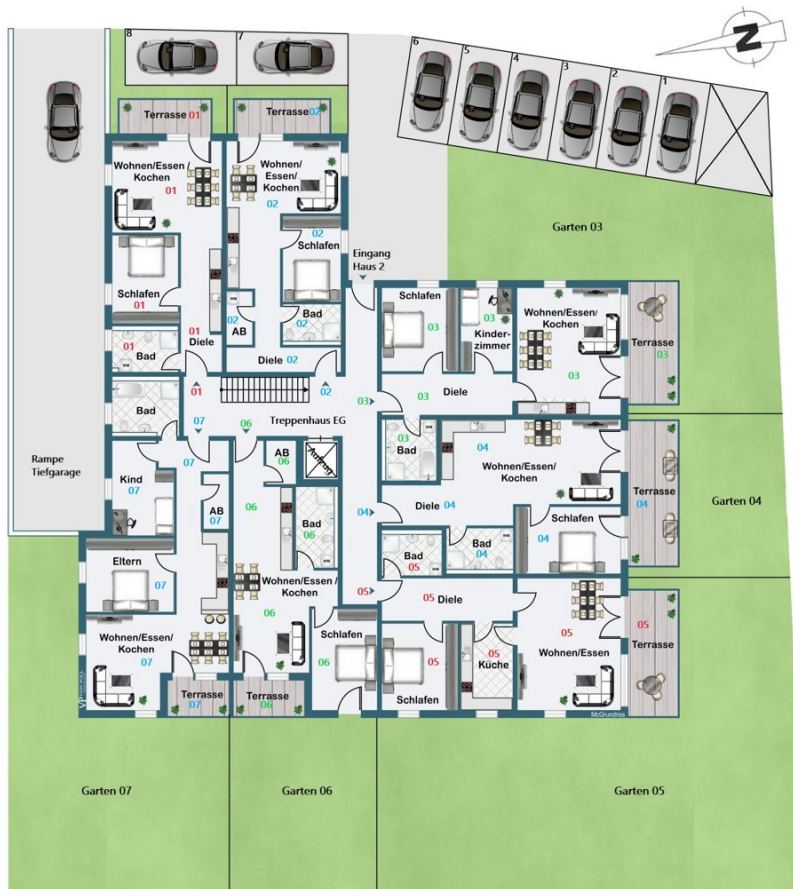 8
7
6
5
4
3
2
1
N
Terrasse 01
Terrasse 02
Wohnen/Essen /
Kochen
01
Wohnen/
Essen/
Kochen
02
Garten 03
02
Schlafen
Eingang
Haus 2
Schlafen
01
WM
02
AB
Bad
02
01
Diele
01
Bad
WM
Diele 02
Schlafen
03
03
Kinder-
zimmer
Wohnen/Essen/
Kochen
03
Terrasse
03
01
02
03
03
Diele
Bad
07
06
Treppenhaus EG
03
Bad
WM
04
Wohnen/Essen/
Kochen
Rampe
Tiefgarage
07
AB
06
Aufzug
Kind
07
AB
07
06
Bad
06
WM
04
Diele
04
Terrasse
04
Garten 04
Schlafen
04
Bad
05
Bad
04
Eltern
07
Wohnen/Essen /
Kochen
06
05
05
Diele
Wohnen/Essen/
Kochen
07
Schlafen
06
05
Schlafen
05
Küche
05
Wohnen/Essen
05
Terrasse
Terrasse
07
Terrasse
06
McGrundriss
Garten 07
Garten 06
Garten 05